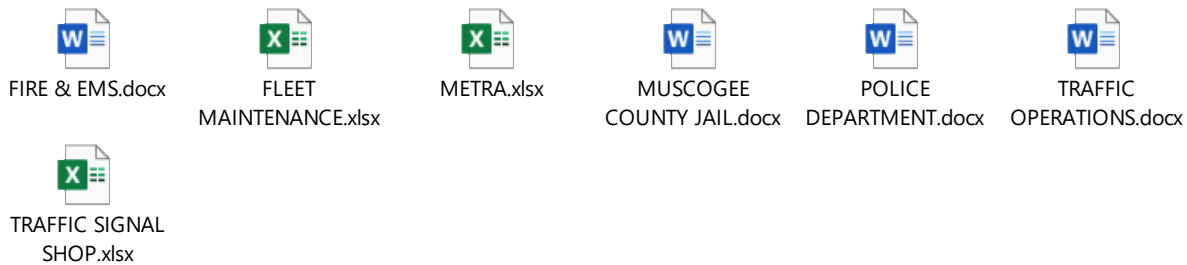 FIRE & EMS.docx
FLEET
MAINTENANCE.xlsx
METRA.xlsx
MUSCOGEE
COUNTY JAIL.docx
POLICE
DEPARTMENT.docx
TRAFFIC
OPERATIONS.docx
TRAFFIC SIGNAL
SHOP.xlsx